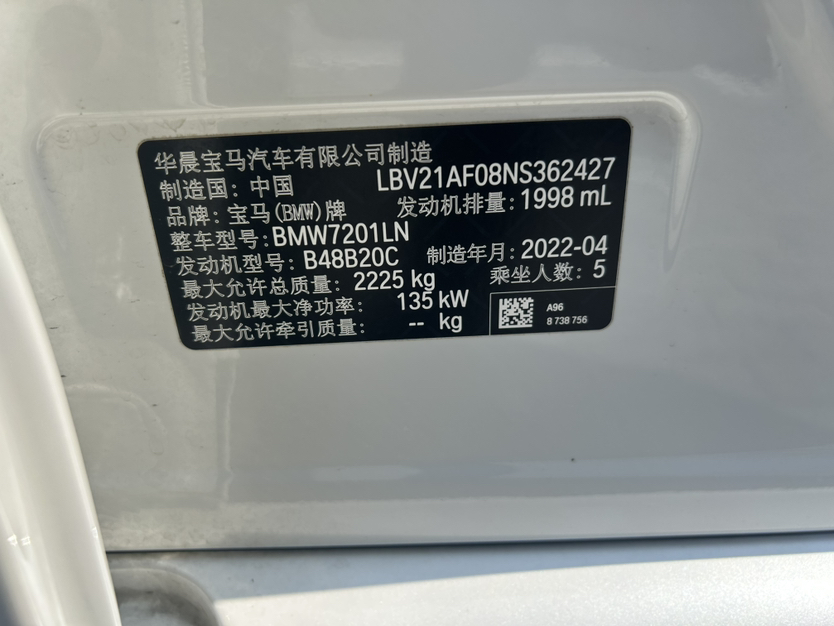 华晨宝马汽车有限公司制造
制造国：中国 LBV21AF08NS362427
品牌：宝马(BMW)牌 发动机排量：1998 mL
整车型号：BMW7201LN
发动机型号：B48B20C 制造年月：2022-04
最大允许总质量：2225 kg 乘坐人数：5
发动机最大净功率：135 kW
最大允许牵引质量：-- kg
A96
8 738 756